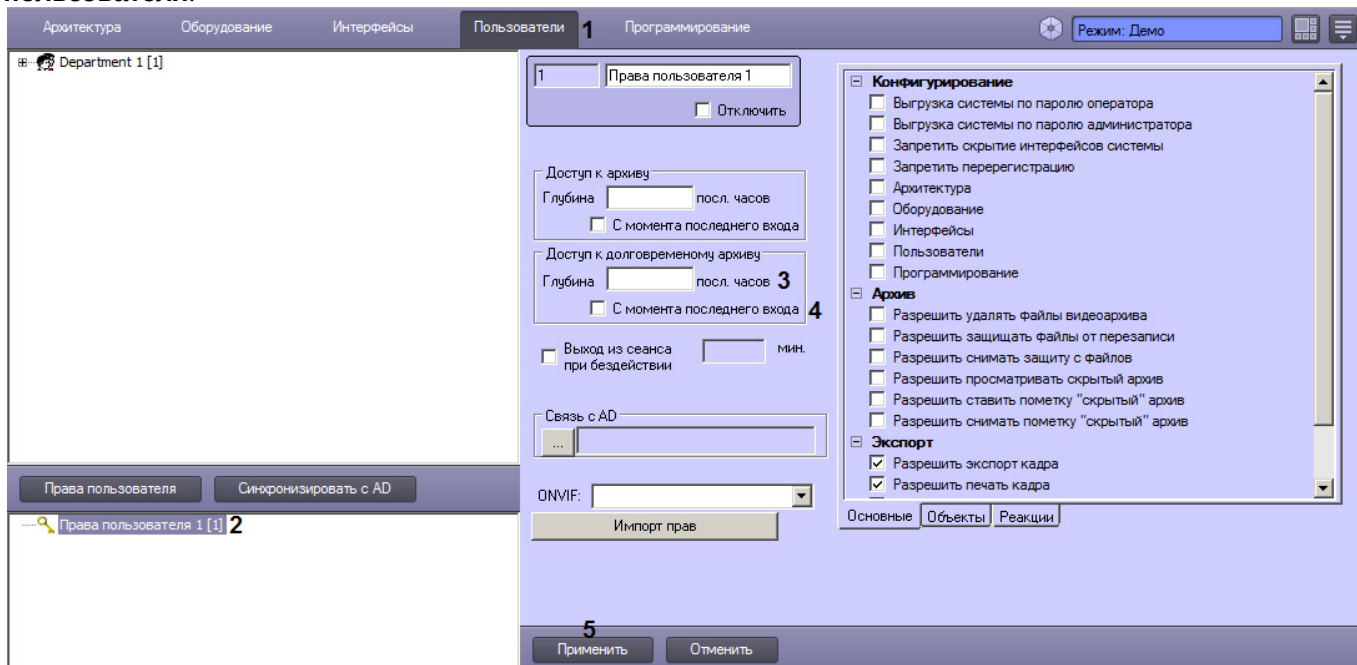 пользователи.
Архитектура Оборудование Интерфейсы Пользователи 1 Программирование Режим: Демо
Department 1 [1]
1 Права пользователя 1
Отключить
Доступ к архиву
Глубина посл. часов
С момента последнего входа
Доступ к долговременому архиву
Глубина посл. часов 3
С момента последнего входа 4
Выход из сеанса мин.
при бездействии
Связь с AD
...
ONVIF:
Импорт прав
Конфигурирование
Выгрузка системы по паролю оператора
Выгрузка системы по паролю администратора
Запретить скрытие интерфейсов системы
Запретить перерегистрацию
Архитектура
Оборудование
Интерфейсы
Пользователи
Программирование
Архив
Разрешить удалять файлы видеоархива
Разрешить защищать файлы от перезаписи
Разрешить снимать защиту с файлов
Разрешить просматривать скрытый архив
Разрешить ставить пометку "скрытый" архив
Разрешить снимать пометку "скрытый" архив
Экспорт
Разрешить экспорт кадра
Разрешить печать кадра
Основные Объекты Реакции
Права пользователя Синхронизировать с AD
Права пользователя 1 [1] 2
5
Применить Отменить